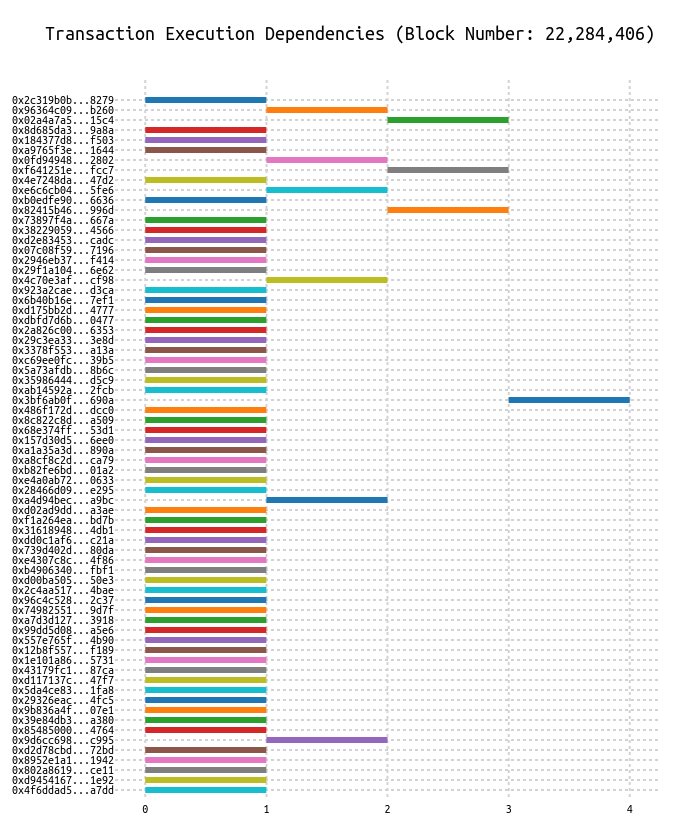 Transaction Execution Dependencies (Block Number: 22,284,406)
0x2c319b0b...8279
0x96364c09...b260
0x02a4a7a5...15c4
0x8d685da3...9a8a
0x184377d8...f503
0xa9765f3e...1644
0x0fd94948...2802
0xf641251e...fcc7
0x4e7248da...47d2
0xe6c6cb04...5fe6
0xb0edfe90...6636
0x82415b46...996d
0x73897f4a...667a
0x38229059...4566
0xd2e83453...cadc
0x07c08f59...7196
0x2946eb37...f414
0x29f1a104...6e62
0x4c70e3af...cf98
0x923a2cae...d3ca
0x6b40b16e...7ef1
0xd175bb2d...4777
0xdbfd7d6b...0477
0x2a826c00...6353
0x29c3ea33...3e8d
0x3378f553...a13a
0xc69ee0fc...39b5
0x5a73afdb...8b6c
0x35986444...d5c9
0xab14592a...2fcb
0x3bf6ab0f...690a
0x486f172d...dcc0
0x8c822c8d...a509
0x68e374ff...53d1
0x157d30d5...6ee0
0xa1a35a3d...890a
0xa8cf8c2d...ca79
0xb82fe6bd...01a2
0xe4a0ab72...0633
0x28466d09...e295
0xa4d94bec...a9bc
0xd02ad9dd...a3ae
0xf1a264ea...bd7b
0x31618948...4db1
0xdd0c1af6...c21a
0x739d402d...80da
0xe4307c8c...4f86
0xb4906340...fbf1
0xd00ba505...50e3
0x2c4aa517...4bae
0x96c4c528...2c37
0x74982551...9d7f
0xa7d3d127...3918
0x99dd5d08...a5e6
0x557e765f...4b90
0x12b8f557...f189
0x1e101a86...5731
0x43179fc1...87ca
0xd117137c...47f7
0x5da4ce83...1fa8
0x29326eac...4fc5
0x9b836a4f...07e1
0x39e84db3...a380
0x85485000...4764
0x9d6cc698...c995
0xd2d78cbd...72bd
0x8952e1a1...1942
0x802a8619...ce11
0xd9454167...1e92
0x4f6ddad5...a7dd
0 1 2 3 4